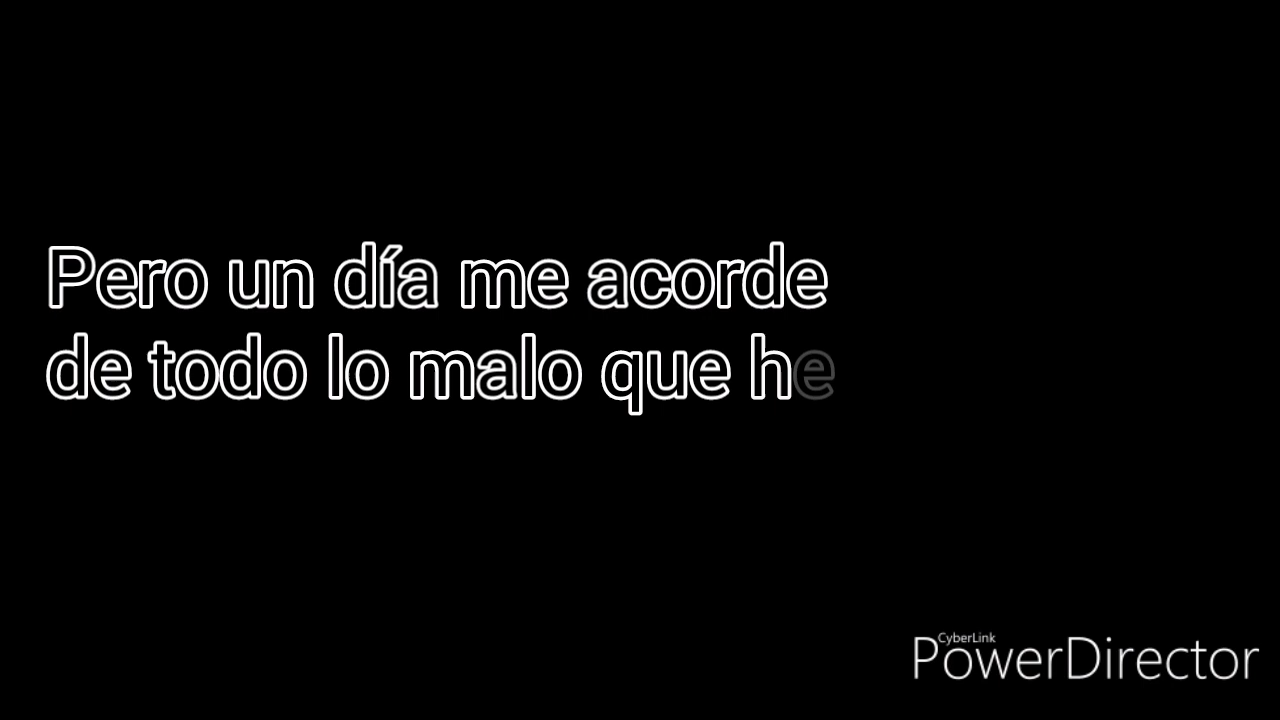 Pero un día me acorde
de todo lo malo que he
CyberLink
PowerDirector